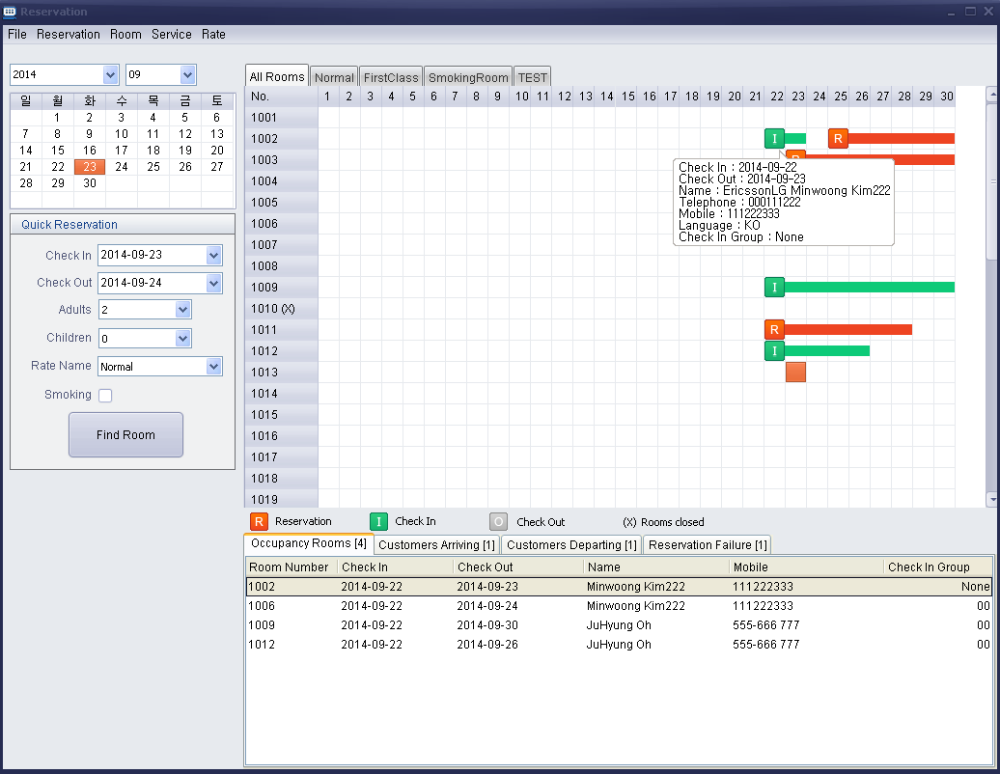 Reservation
File Reservation Room Service Rate
2014 09
일 월 화 수 목 금 토
1 2 3 4 5 6
7 8 9 10 11 12 13
14 15 16 17 18 19 20
21 22 23 24 25 26 27
28 29 30
Quick Reservation
Check In 2014-09-23
Check Out 2014-09-24
Adults 2
Children 0
Rate Name Normal
Smoking
Find Room
All Rooms Normal FirstClass SmokingRoom TEST
No. 1 2 3 4 5 6 7 8 9 10 11 12 13 14 15 16 17 18 19 20 21 22 23 24 25 26 27 28 29 30
1001
1002 I R
1003 R
1004
1005
1006
1007
1008
1009 I
1010 (X)
1011 R
1012 I
1013
1014
1015
1016
1017
1018
1019
Check In : 2014-09-22
Check Out : 2014-09-23
Name : EricssonLG Minwoong Kim222
Telephone : 000111222
Mobile : 111222333
Language : KO
Check In Group : None
R Reservation I Check In O Check Out (X) Rooms closed
Occupancy Rooms [4] Customers Arriving [1] Customers Departing [1] Reservation Failure [1]
Room Number Check In Check Out Name Mobile Check In Group
1002 2014-09-22 2014-09-23 Minwoong Kim222 111222333 None
1006 2014-09-22 2014-09-24 Minwoong Kim222 111222333 00
1009 2014-09-22 2014-09-30 JuHyung Oh 555-666 777 00
1012 2014-09-22 2014-09-26 JuHyung Oh 555-666 777 00